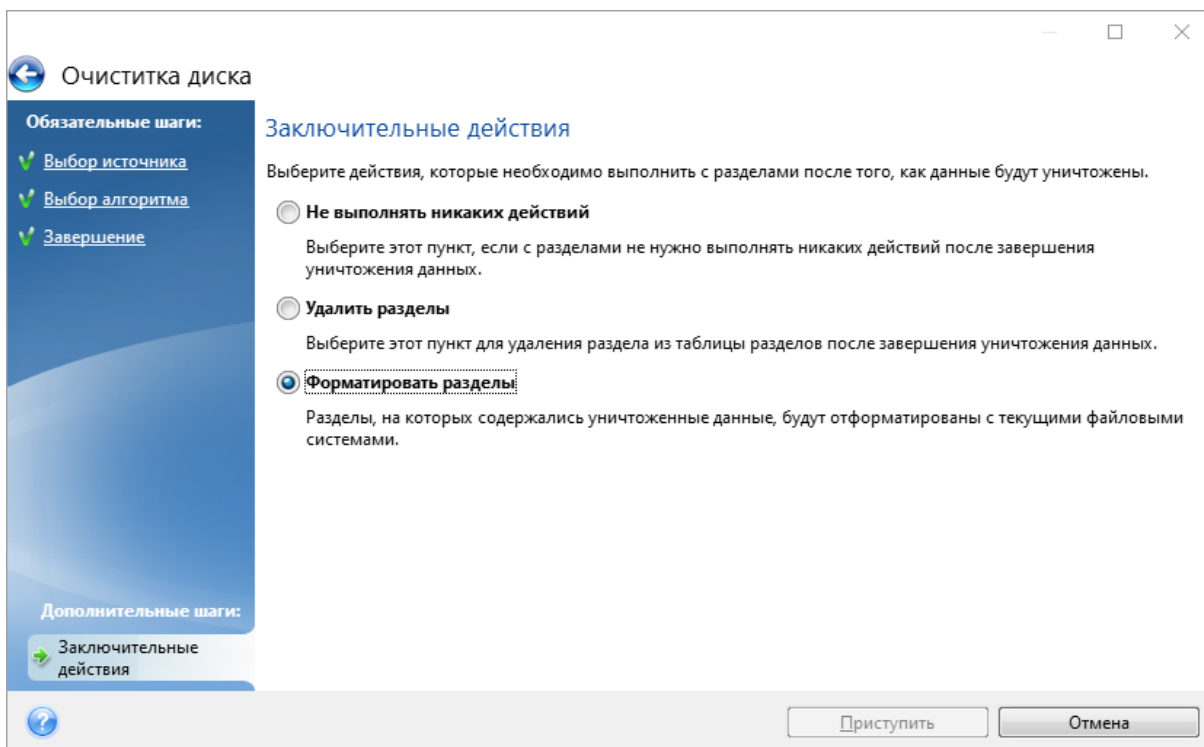 Очиститка диска
Обязательные шаги:
Выбор источника
Выбор алгоритма
Завершение
Заключительные действия
Выберите действия, которые необходимо выполнить с разделами после того, как данные будут уничтожены.
Не выполнять никаких действий
Выберите этот пункт, если с разделами не нужно выполнять никаких действий после завершения
уничтожения данных.
Удалить разделы
Выберите этот пункт для удаления раздела из таблицы разделов после завершения уничтожения данных.
Форматировать разделы
Разделы, на которых содержались уничтоженные данные, будут отформатированы с текущими файловыми
системами.
Дополнительные шаги:
Заключительные
действия
?
Приступить
Отмена